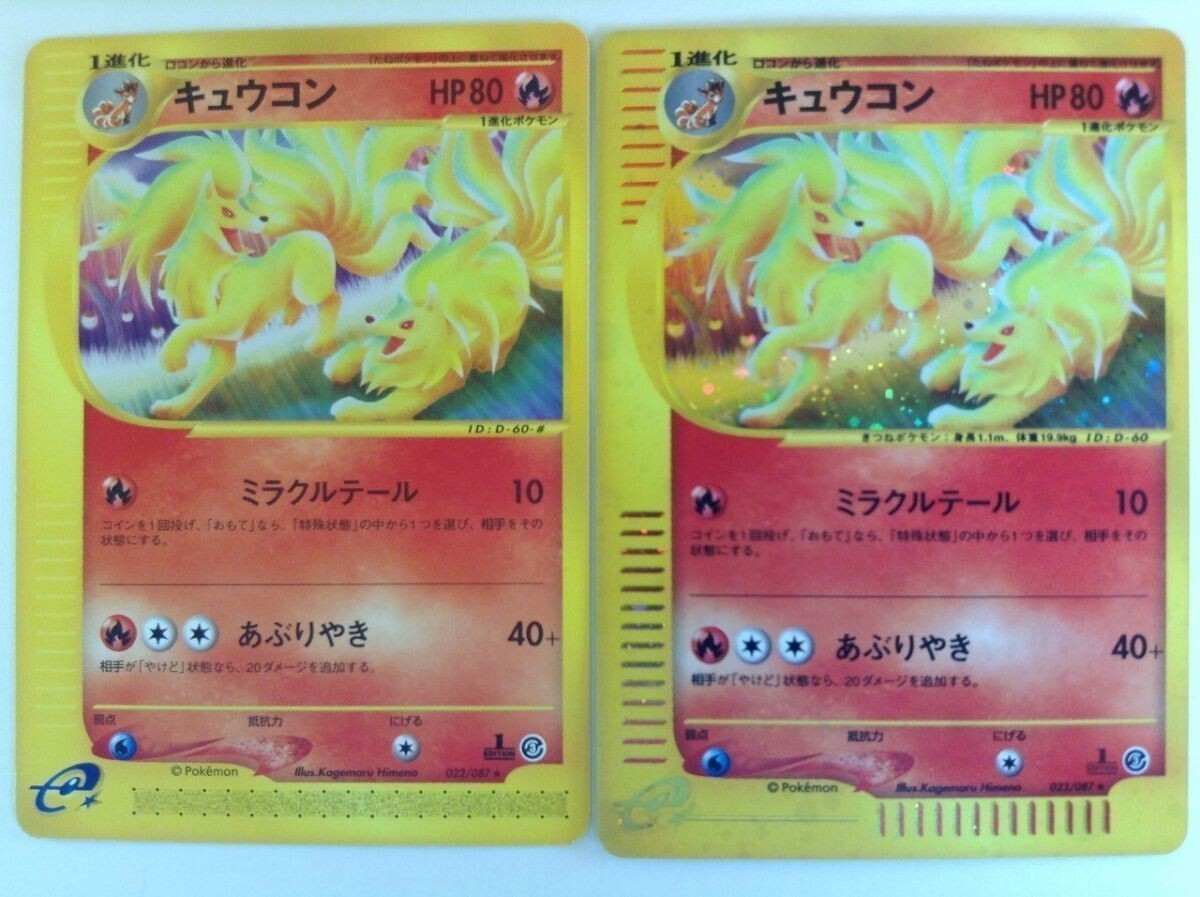 1進化
ロコンから進化
「たねポケモン」の上に重ねて進化させます
キュウコン HP80
1進化ポケモン
ID:D-60-#
ミラクルテール 10
コインを1回投げ、「おもて」なら、「特殊状態」の中から1つを選び、相手をその
状態にする。
あぶりやき 40+
相手が「やけど」状態なら、20ダメージを追加する。
弱点 抵抗力 にげる
1 EDITION
© Pokémon Illus.Kagemaru Himeno 022/087 ★
e
1進化
ロコンから進化
「たねポケモン」の上に重ねて進化させます
キュウコン HP80
1進化ポケモン
きつねポケモン:身長1.1m、体重19.9kg ID:D-60
ミラクルテール 10
コインを1回投げ、「おもて」なら、「特殊状態」の中から1つを選び、相手をその
状態にする。
あぶりやき 40+
相手が「やけど」状態なら、20ダメージを追加する。
弱点 抵抗力 にげる
1 EDITION
© Pokémon Illus.Kagemaru Himeno 023/087 ★
e